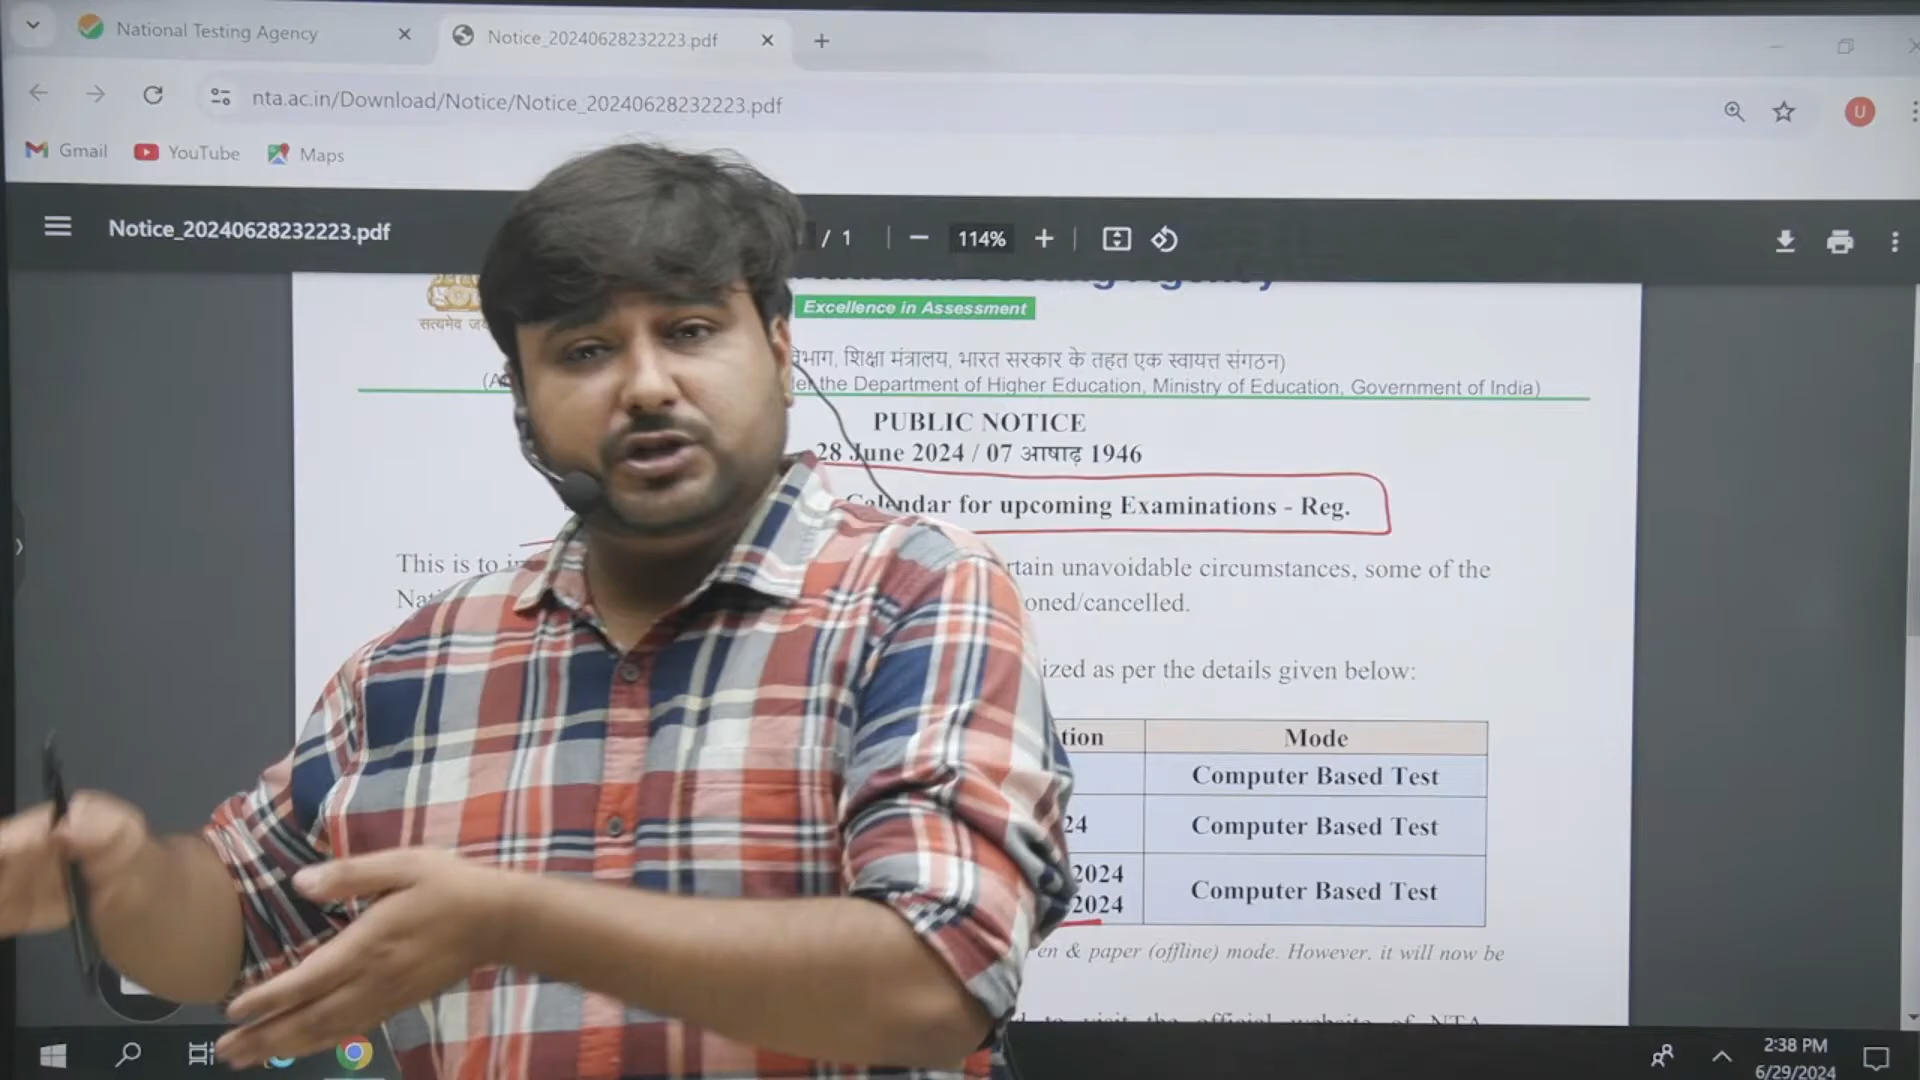 National Testing Agency
Notice_20240628232223.pdf
nta.ac.in/Download/Notice/Notice_20240628232223.pdf
U
Gmail
YouTube
Maps
Notice_20240628232223.pdf
/ 1
114%
सत्यमेव
Excellence in Assessment
शिक्षा मंत्रालय, भारत सरकार के तहत एक स्वायत्त संगठन)
the Department of Higher Education, Ministry of Education, Government of India)
PUBLIC NOTICE
28 June 2024 / 07 आषाढ़ 1946
Calendar for upcoming Examinations - Reg.
This is to
unavoidable circumstances, some of the
oned/cancelled.
ized as per the details given below:
tion
Mode
Computer Based Test
24
Computer Based Test
2024
2024
Computer Based Test
en & paper (offline) mode. However, it will now be
2:38 PM
6/29/2024